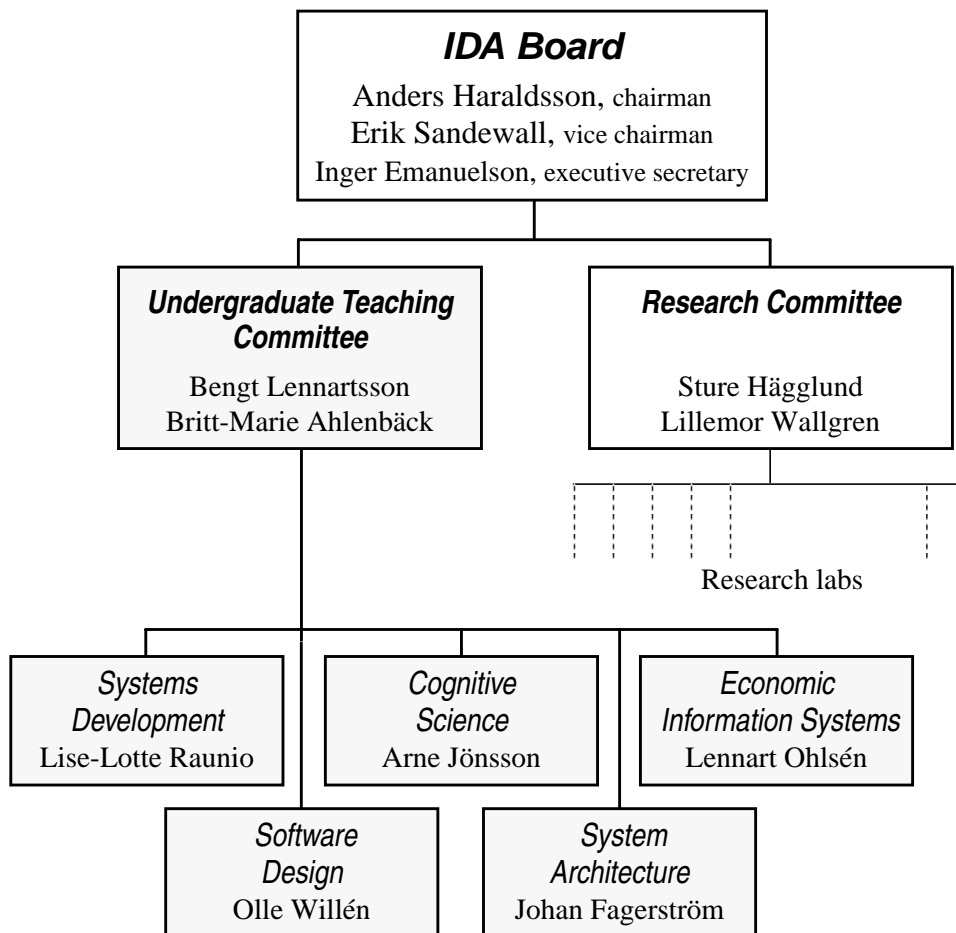 IDA Board
Anders Haraldsson, chairman
Erik Sandewall, vice chairman
Inger Emanuelson, executive secretary
Undergraduate Teaching
Committee
Bengt Lennartsson
Britt-Marie Ahlenbäck
Research Committee
Sture Hägglund
Lillemor Wallgren
Research labs
Systems
Development
Lise-Lotte Raunio
Cognitive
Science
Arne Jönsson
Economic
Information Systems
Lennart Ohlsén
Software
Design
Olle Willén
System
Architecture
Johan Fagerström